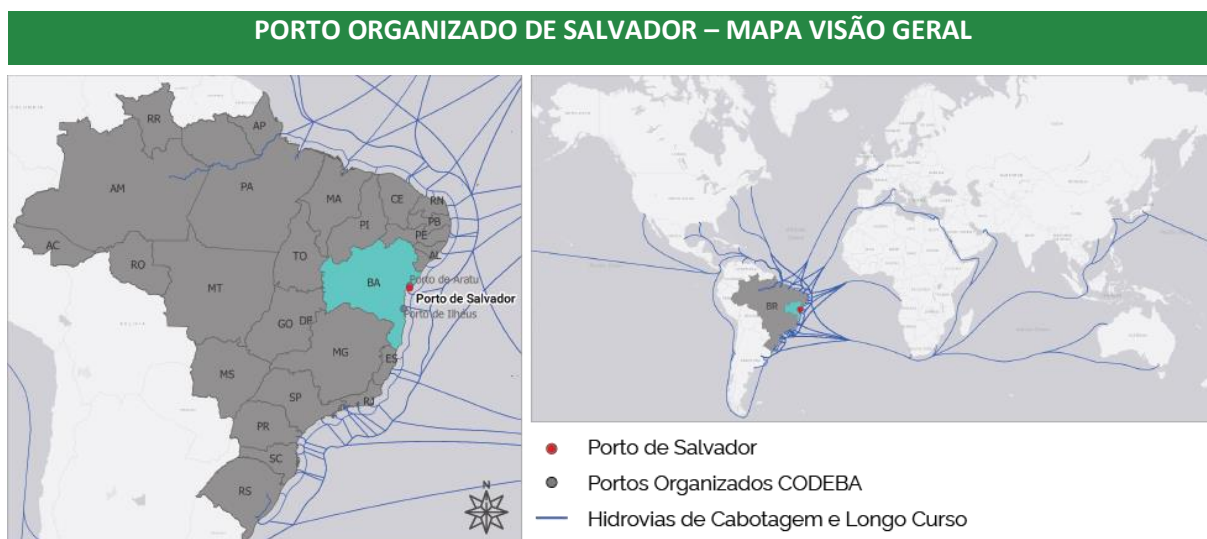 PORTO ORGANIZADO DE SALVADOR – MAPA VISÃO GERAL
RR
AP
AM
PA
MA
CE
RN
PB
PI
PE
AL
AC
RO
TO
BA
Porto de Aratu
Porto de Salvador
Porto de Ilhéus
MT
GO
DF
MG
ES
MS
SP
RJ
PR
SC
RS
N
BR
Porto de Salvador
Portos Organizados CODEBA
Hidrovias de Cabotagem e Longo Curso